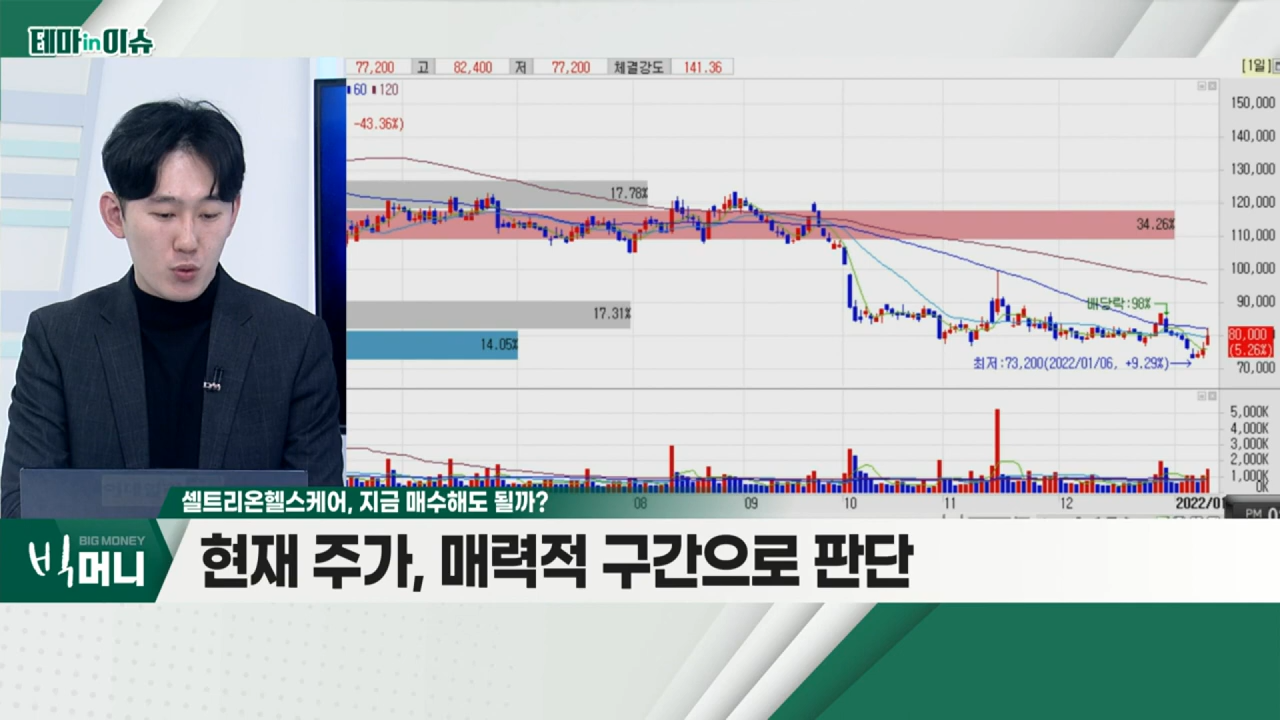 테마in이슈
77,200 고 82,400 저 77,200 체결강도 141.36
[1일]
60 120
-43.36%)
150,000
140,000
130,000
120,000
110,000
100,000
90,000
80,000
(5.26%)
70,000
17.78%
34.26%
17.31%
14.05%
배당락:98%
최저:73,200(2022/01/06, +9.29%)
5,000K
4,000K
3,000K
2,000K
1,000K
0K
08 09 10 11 12 2022/01
PM
셀트리온헬스케어, 지금 매수해도 될까?
BIG MONEY
빅머니
현재 주가, 매력적 구간으로 판단